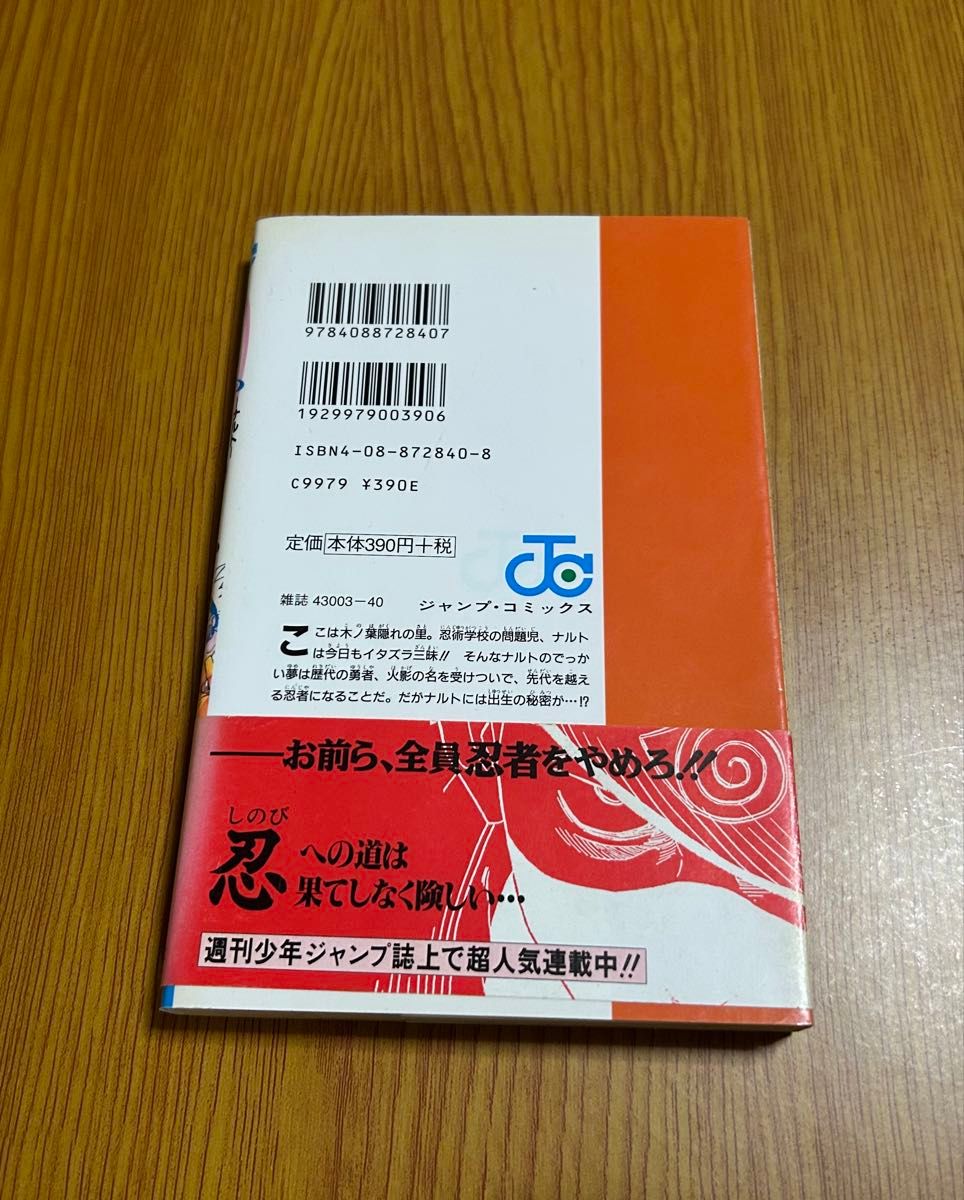 9784088728407
1929979003906
ISBN4-08-872840-8
C9979 ¥390E
定価 本体390円+税
雑誌 43003-40
ジャンプ・コミックス
ここは木ノ葉隠れの里。忍術学校の問題児、ナルト
は今日もイタズラ三昧!! そんなナルトのでっか
い夢は歴代の勇者、火影の名を受けついで、先代を越え
る忍者になることだ。だがナルトには出生の秘密が…!?
──お前ら、全員忍者をやめろ!!
しのび
忍への道は
果てしなく険しい…
週刊少年ジャンプ誌上で超人気連載中!!